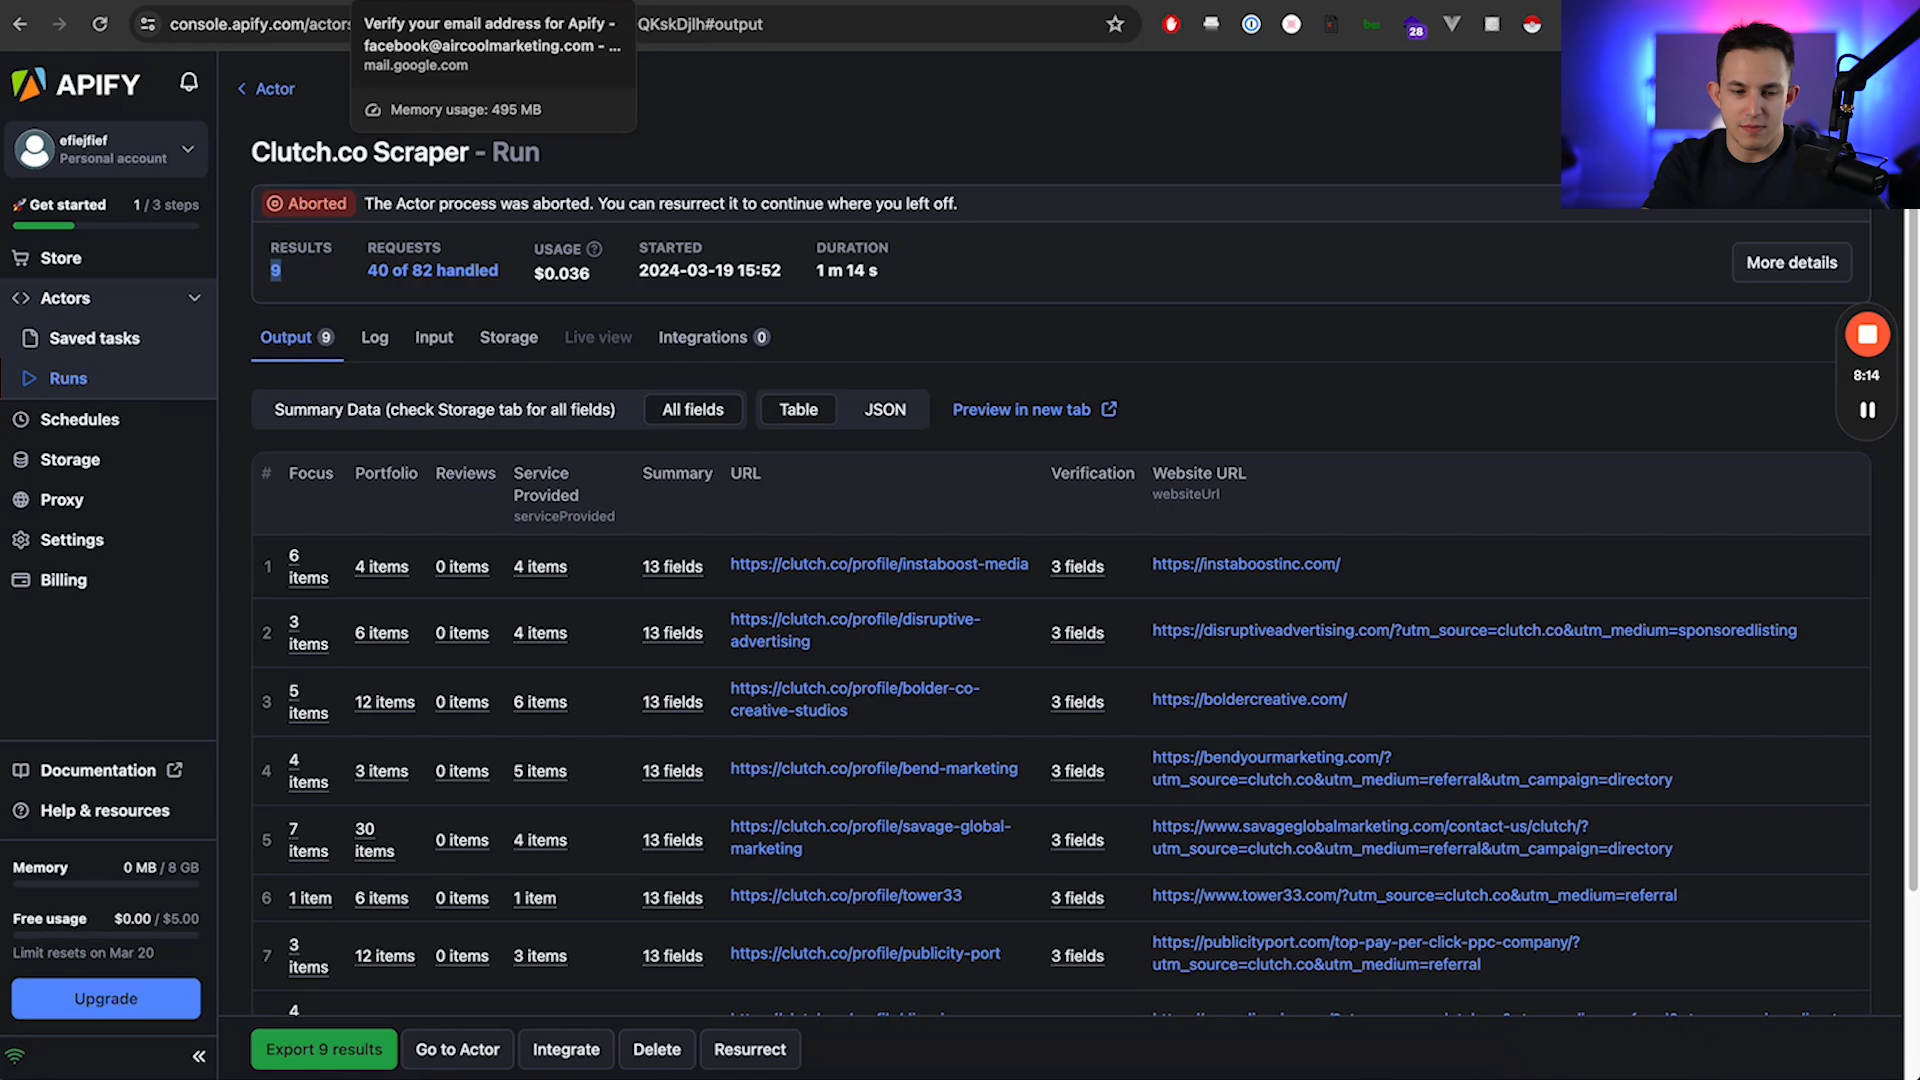 console.apify.com/actors
QKskDjlh#output
Verify your email address for Apify -
facebook@aircoolmarketing.com - ...
mail.google.com
Memory usage: 495 MB
28
APIFY
efiejfief
Personal account
Get started 1 / 3 steps
Store
Actors
Saved tasks
Runs
Schedules
Storage
Proxy
Settings
Billing
Documentation
Help & resources
Memory 0 MB / 8 GB
Free usage $0.00 / $5.00
Limit resets on Mar 20
Upgrade
Actor
Clutch.co Scraper - Run
Aborted The Actor process was aborted. You can resurrect it to continue where you left off.
RESULTS REQUESTS USAGE STARTED DURATION
9 40 of 82 handled $0.036 2024-03-19 15:52 1 m 14 s
More details
8:14
Output 9 Log Input Storage Live view Integrations 0
Summary Data (check Storage tab for all fields) All fields Table JSON Preview in new tab
# Focus Portfolio Reviews Service Provided serviceProvided Summary URL Verification Website URL websiteUrl
1 6 items 4 items 0 items 4 items 13 fields https://clutch.co/profile/instaboost-media 3 fields https://instaboostinc.com/
2 3 items 6 items 0 items 4 items 13 fields https://clutch.co/profile/disruptive-advertising 3 fields https://disruptiveadvertising.com/?utm_source=clutch.co&utm_medium=sponsoredlisting
3 5 items 12 items 0 items 6 items 13 fields https://clutch.co/profile/bolder-co-creative-studios 3 fields https://boldercreative.com/
4 4 items 3 items 0 items 5 items 13 fields https://clutch.co/profile/bend-marketing 3 fields https://bendyourmarketing.com/?utm_source=clutch.co&utm_medium=referral&utm_campaign=directory
5 7 items 30 items 0 items 4 items 13 fields https://clutch.co/profile/savage-global-marketing 3 fields https://www.savageglobalmarketing.com/contact-us/clutch/?utm_source=clutch.co&utm_medium=referral&utm_campaign=directory
6 1 item 6 items 0 items 1 item 13 fields https://clutch.co/profile/tower33 3 fields https://www.tower33.com/?utm_source=clutch.co&utm_medium=referral
7 3 items 12 items 0 items 3 items 13 fields https://clutch.co/profile/publicity-port 3 fields https://publicityport.com/top-pay-per-click-ppc-company/?utm_source=clutch.co&utm_medium=referral
4
Export 9 results Go to Actor Integrate Delete Resurrect